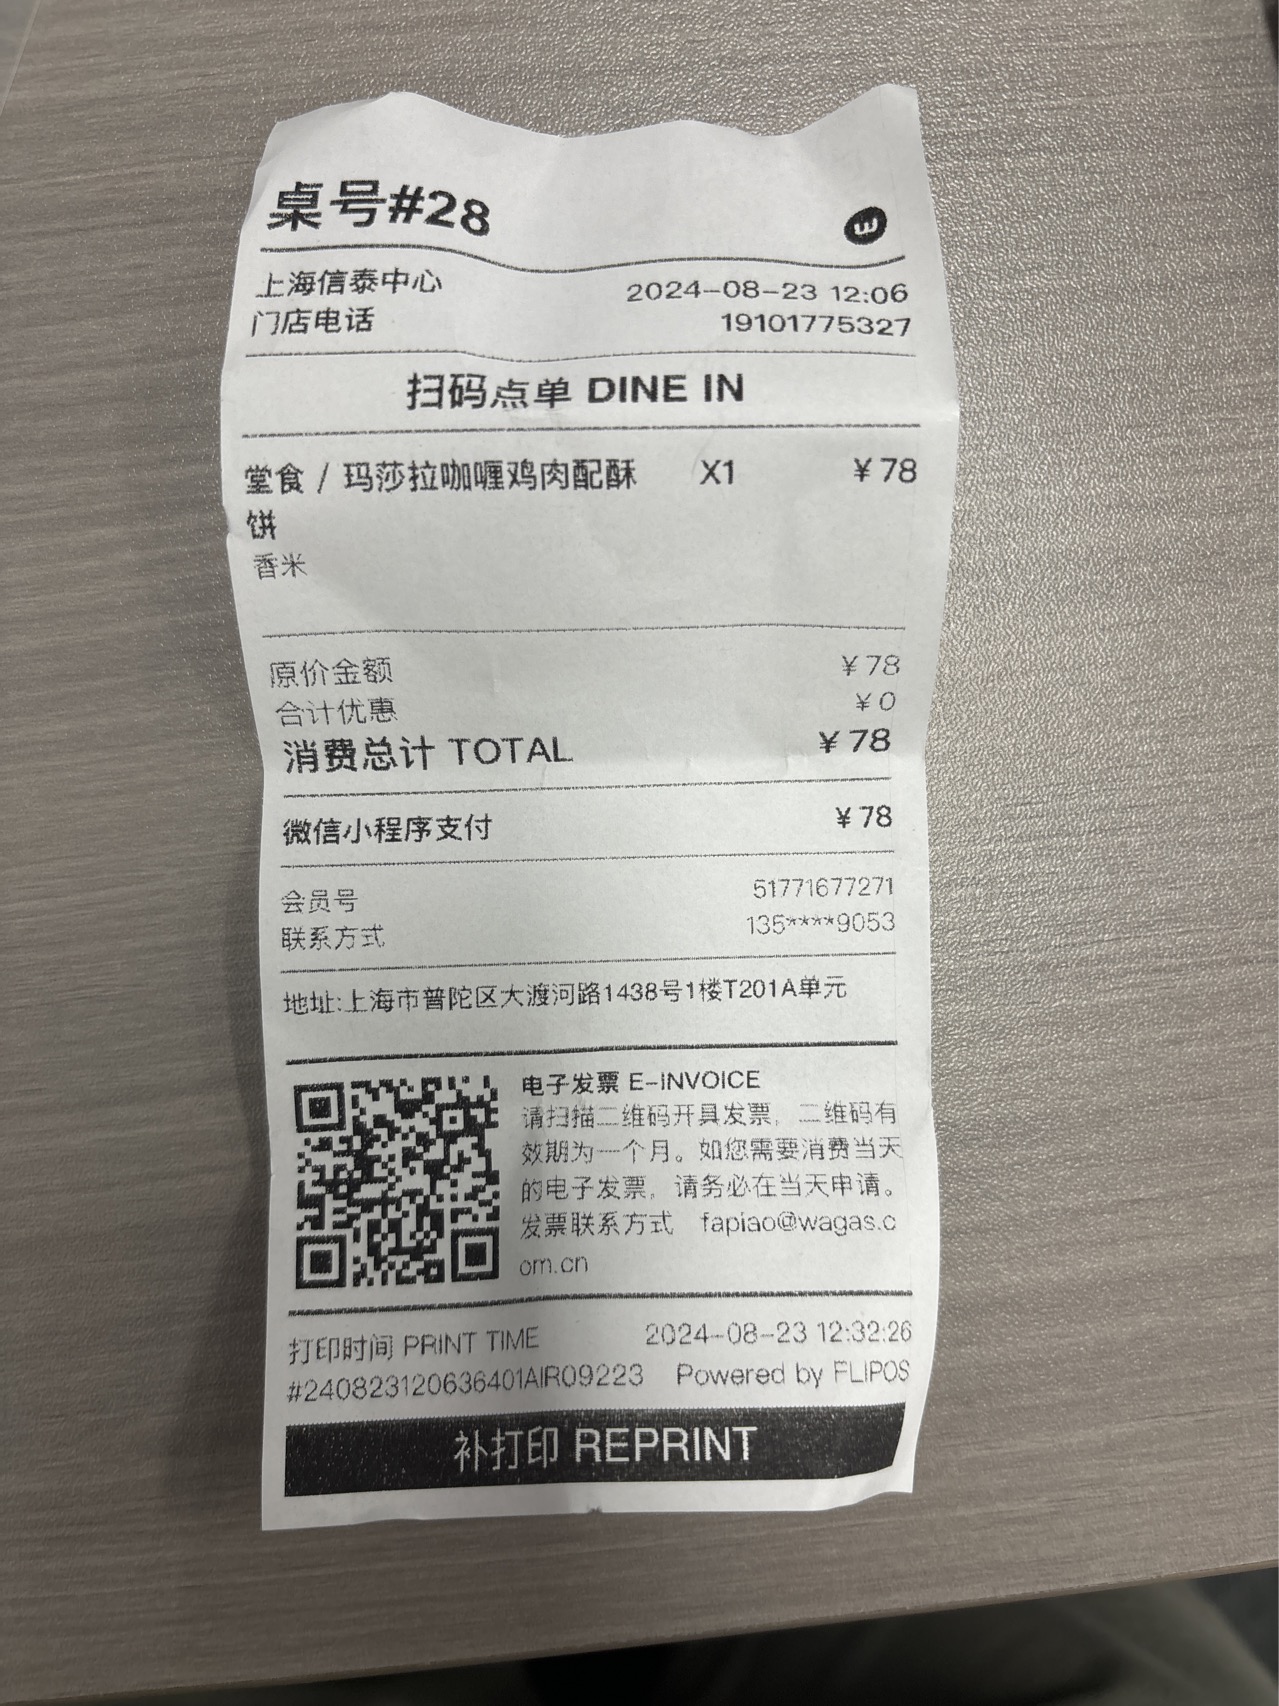 桌号#28
w
上海信泰中心 2024-08-23 12:06
门店电话 19101775327
扫码点单 DINE IN
堂食 / 玛莎拉咖喱鸡肉配酥 X1 ¥78
饼
香米
原价金额 ¥78
合计优惠 ¥0
消费总计 TOTAL ¥78
微信小程序支付 ¥78
会员号 51771677271
联系方式 135****9053
地址:上海市普陀区大渡河路1438号1楼T201A单元
电子发票 E-INVOICE
请扫描二维码开具发票，二维码有
效期为一个月。如您需要消费当天
的电子发票，请务必在当天申请。
发票联系方式 fapiao@wagas.c
om.cn
打印时间 PRINT TIME 2024-08-23 12:32:26
#240823120636401AIR09223 Powered by FLIPOS
补打印 REPRINT